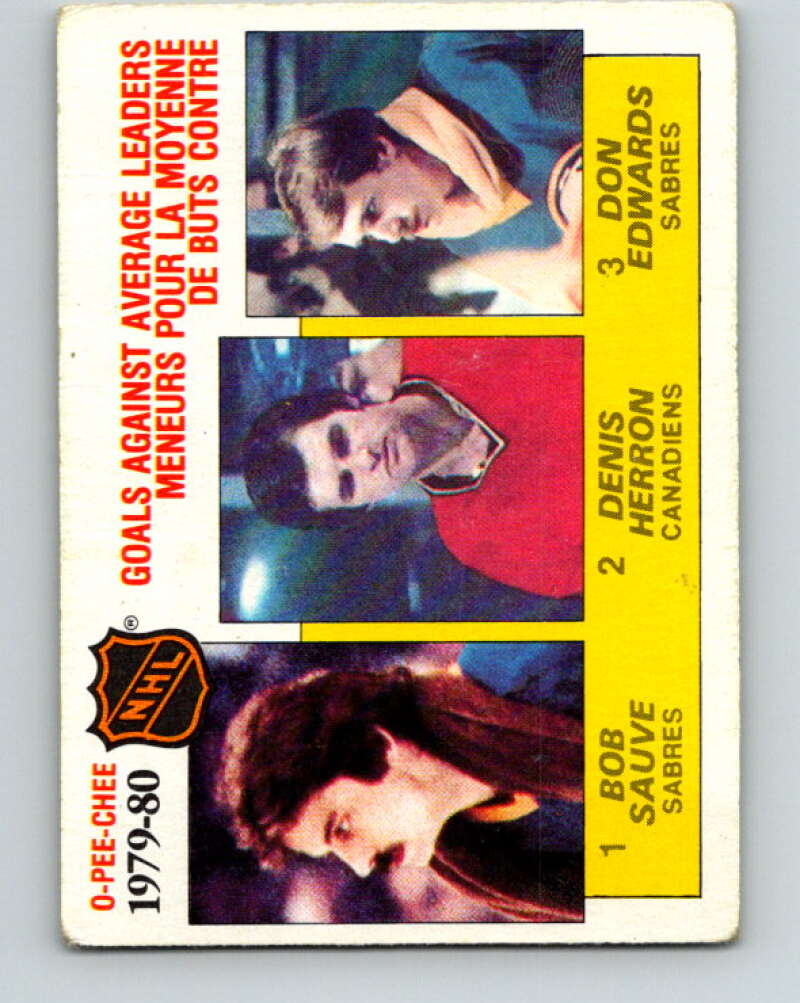 O-PEE-CHEE
1979-80
NHL
®
GOALS AGAINST AVERAGE LEADERS
MENEURS POUR LA MOYENNE
DE BUTS CONTRE
1 BOB
SAUVE
SABRES
2 DENIS
HERRON
CANADIENS
3 DON
EDWARDS
SABRES